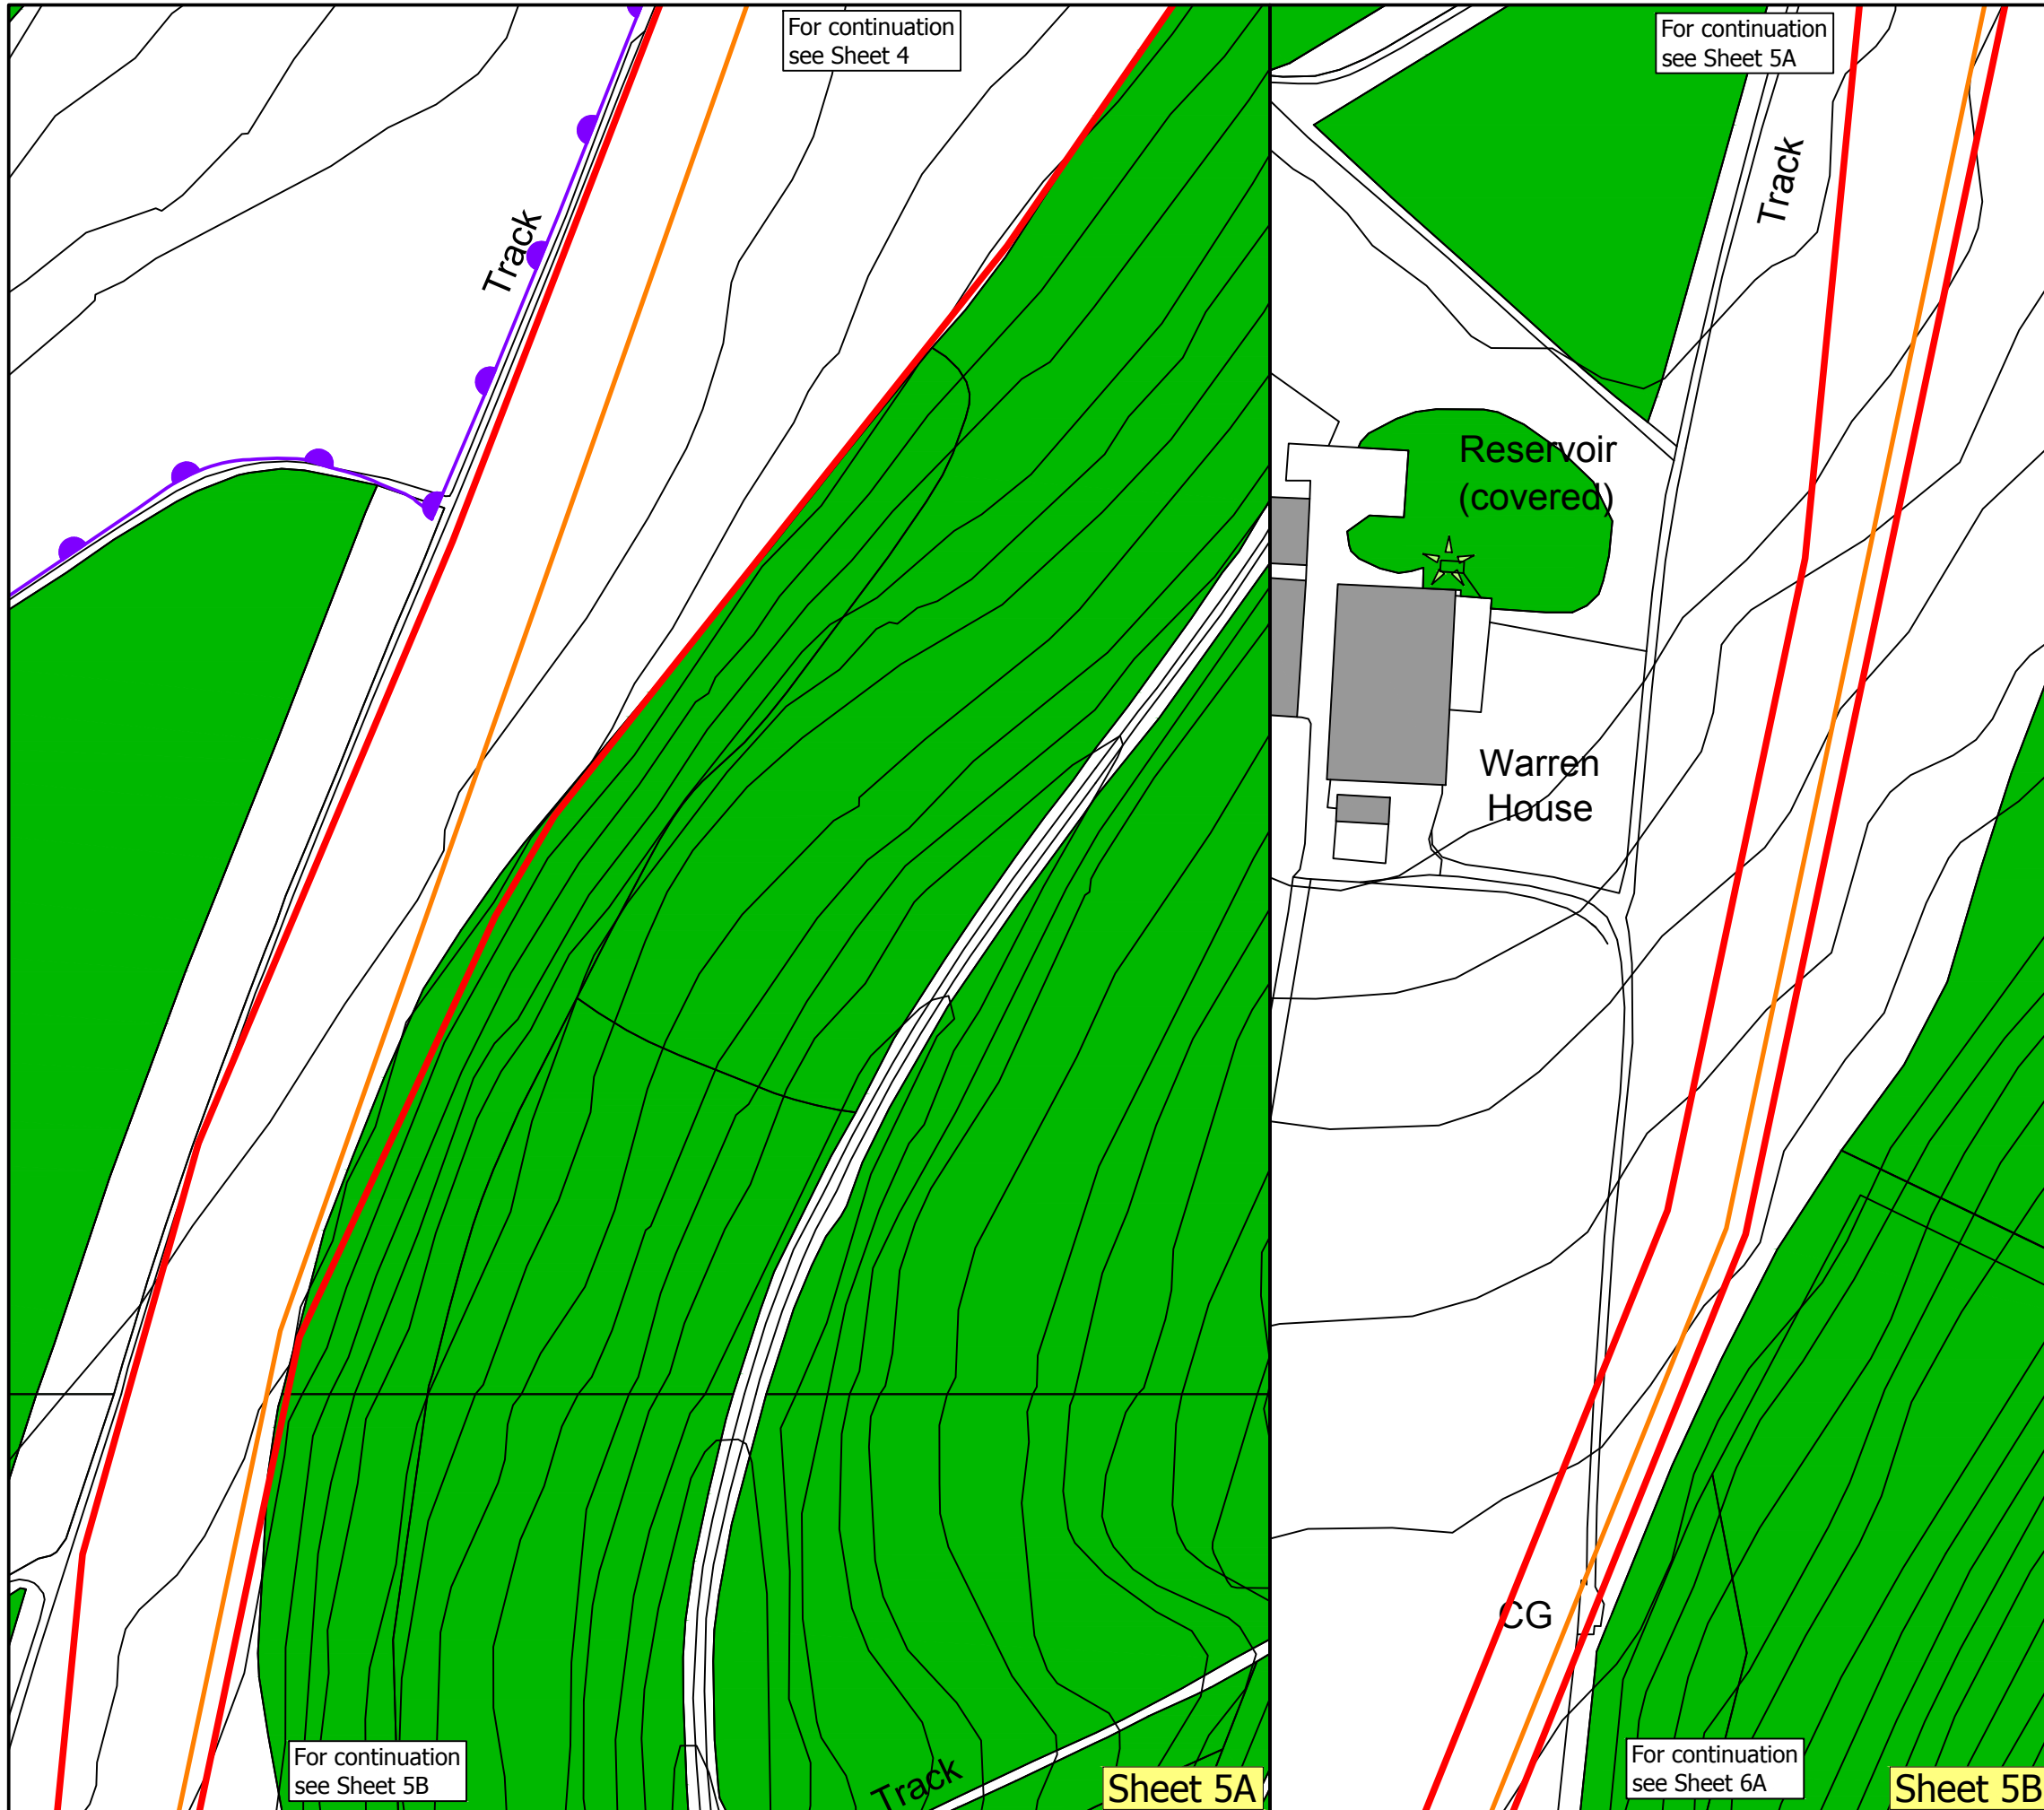 For continuation
see Sheet 4
Track
For continuation
see Sheet 5B
Track
Sheet 5A
For continuation
see Sheet 5A
Track
Reservoir
(covered)
Warren
House
CG
For continuation
see Sheet 6A
Sheet 5B